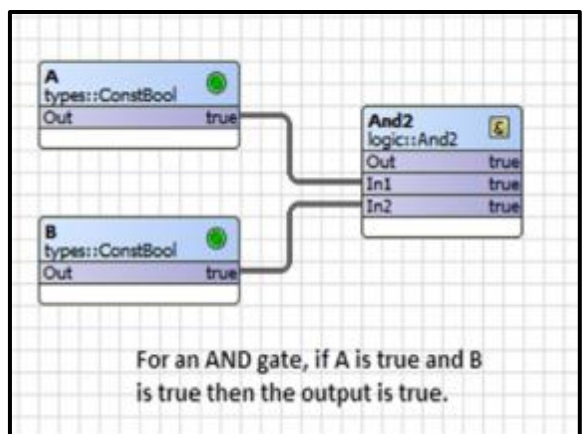 A
types::ConstBool
Out true
And2
logic::And2
&
Out true
In1 true
In2 true
B
types::ConstBool
Out true
For an AND gate, if A is true and B
is true then the output is true.